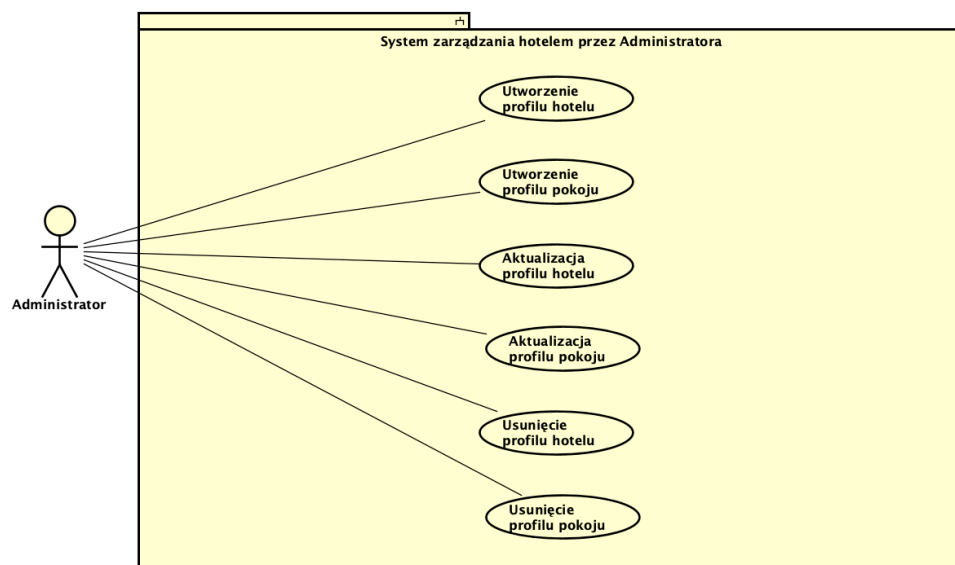 System zarządzania hotelem przez Administratora
Utworzenie
profilu hotelu
Utworzenie
profilu pokoju
Aktualizacja
profilu hotelu
Administrator
Aktualizacja
profilu pokoju
Usunięcie
profilu hotelu
Usunięcie
profilu pokoju